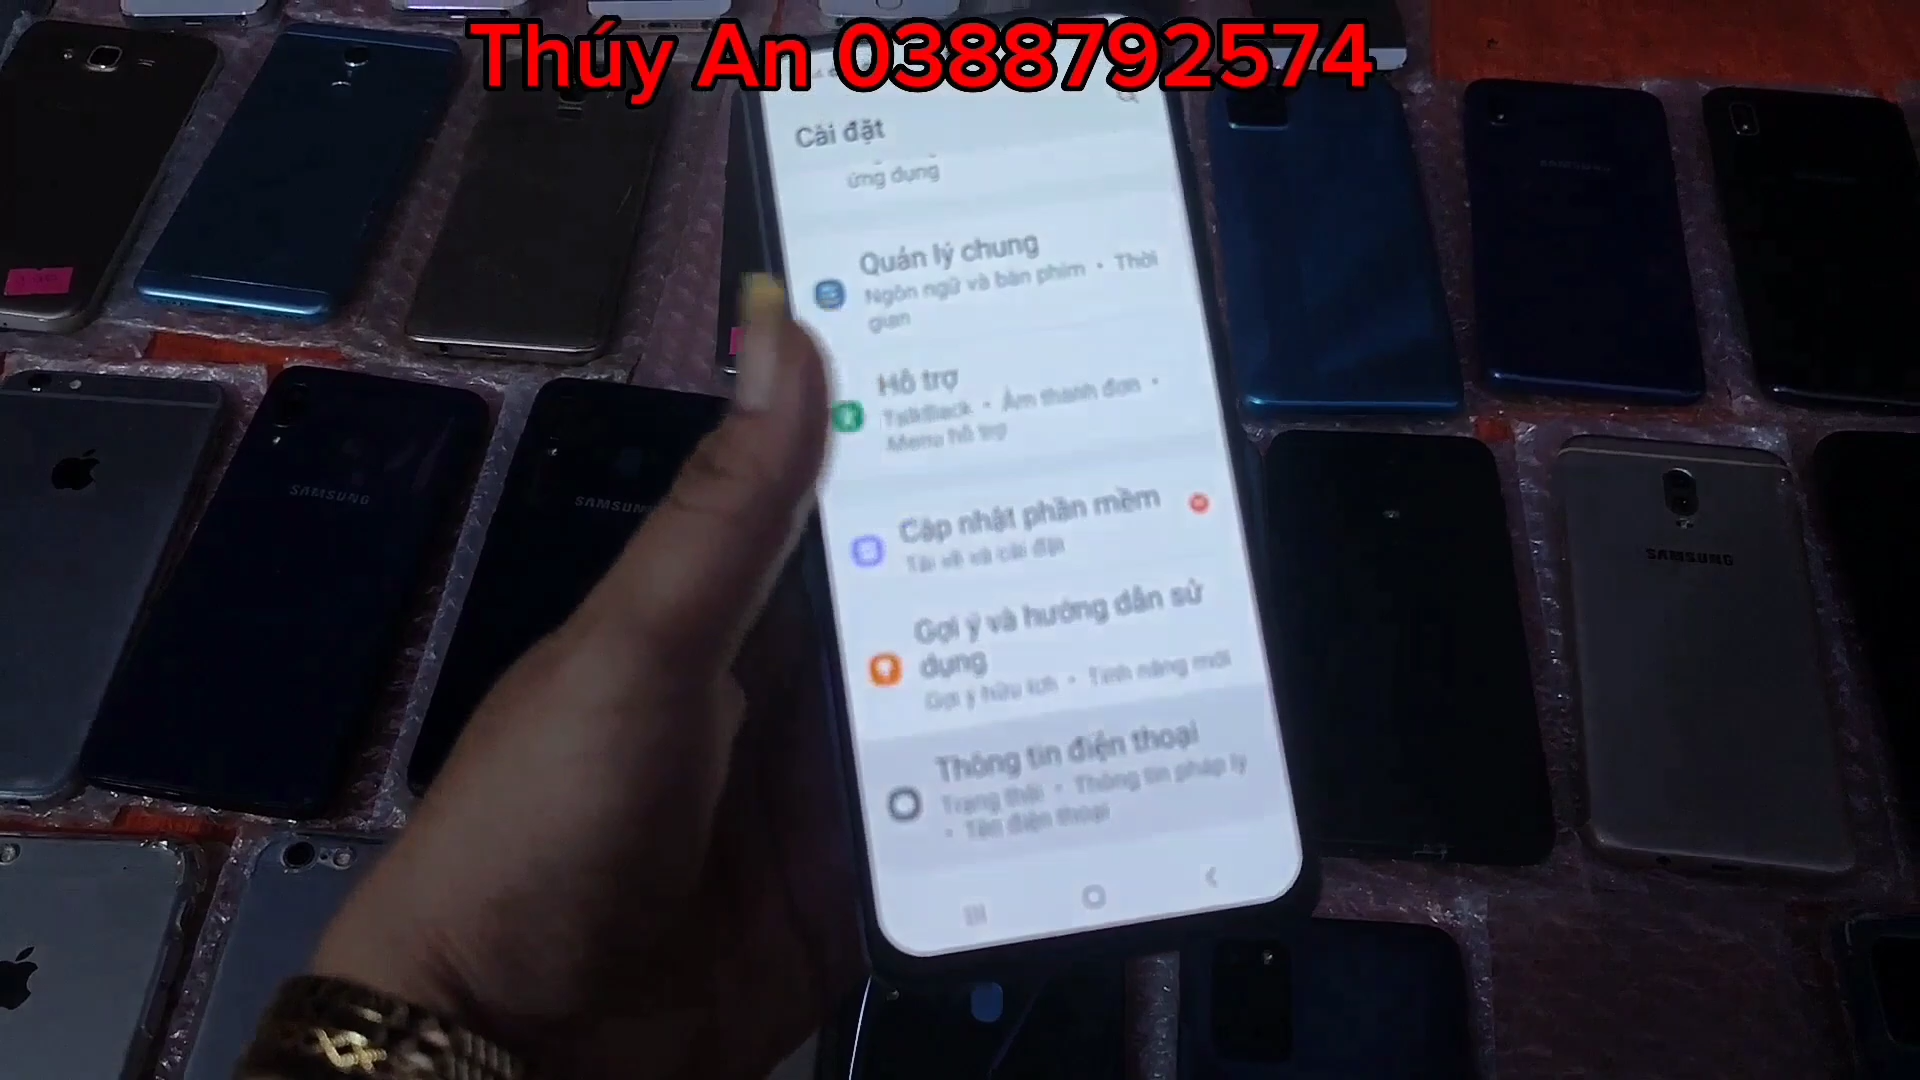 Thúy An 0388792574
Cài đặt
ứng dụng
Quản lý chung
Ngôn ngữ và bàn phím • Thời
gian
Hỗ trợ
TalkBack • Âm thanh đơn •
Menu hỗ trợ
Cập nhật phần mềm
Tải về và cài đặt
Gợi ý và hướng dẫn sử
dụng
Gợi ý hữu ích • Tính năng mới
Thông tin điện thoại
Trạng thái • Thông tin pháp lý
• Tên điện thoại
SAMSUNG
SAMSUNG
SAMSUNG
SAMSUNG